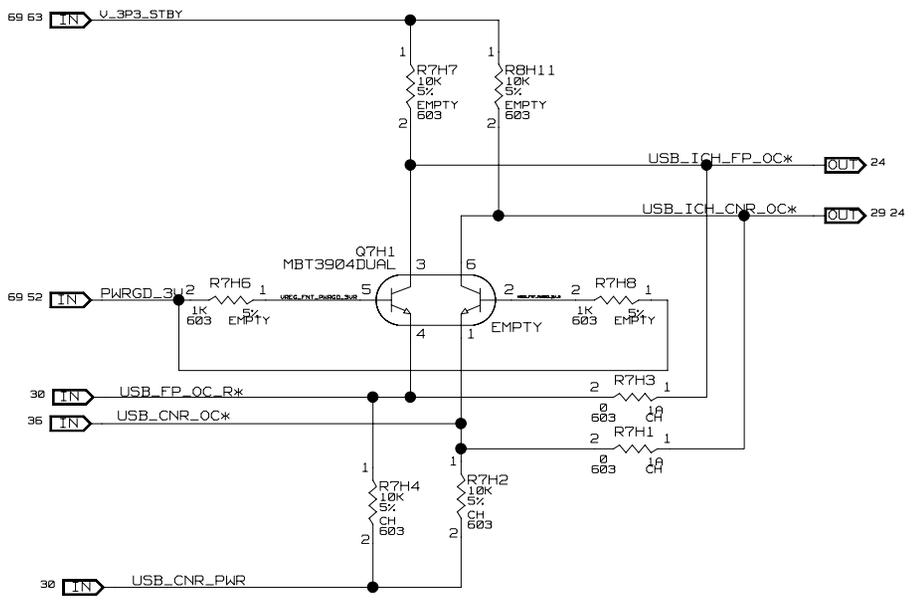 69 63 IN V_3P3_STBY
1 1
R7H7 R8H11
10K 10K
5% 5%
EMPTY EMPTY
603 603
2 2
USB_ICH_FP_OC* OUT 24
USB_ICH_CNR_OC* OUT 29 24
Q7H1
MBT3904DUAL 3 6
R7H6 R7H8
69 52 IN PWRGD_3V 2 1 VREG_FNT_PWRGD_3VR 5 2 2 1
1K 5% 1K 5%
603 EMPTY 603 EMPTY
4 1 EMPTY
30 IN USB_FP_OC_R* 2 R7H3 1
0 1A
603 CH
36 IN USB_CNR_OC*
2 R7H1 1
0 1A
603 CH
1 1
R7H4 R7H2
10K 10K
5% 5%
CH CH
603 603
2 2
30 IN USB_CNR_PWR